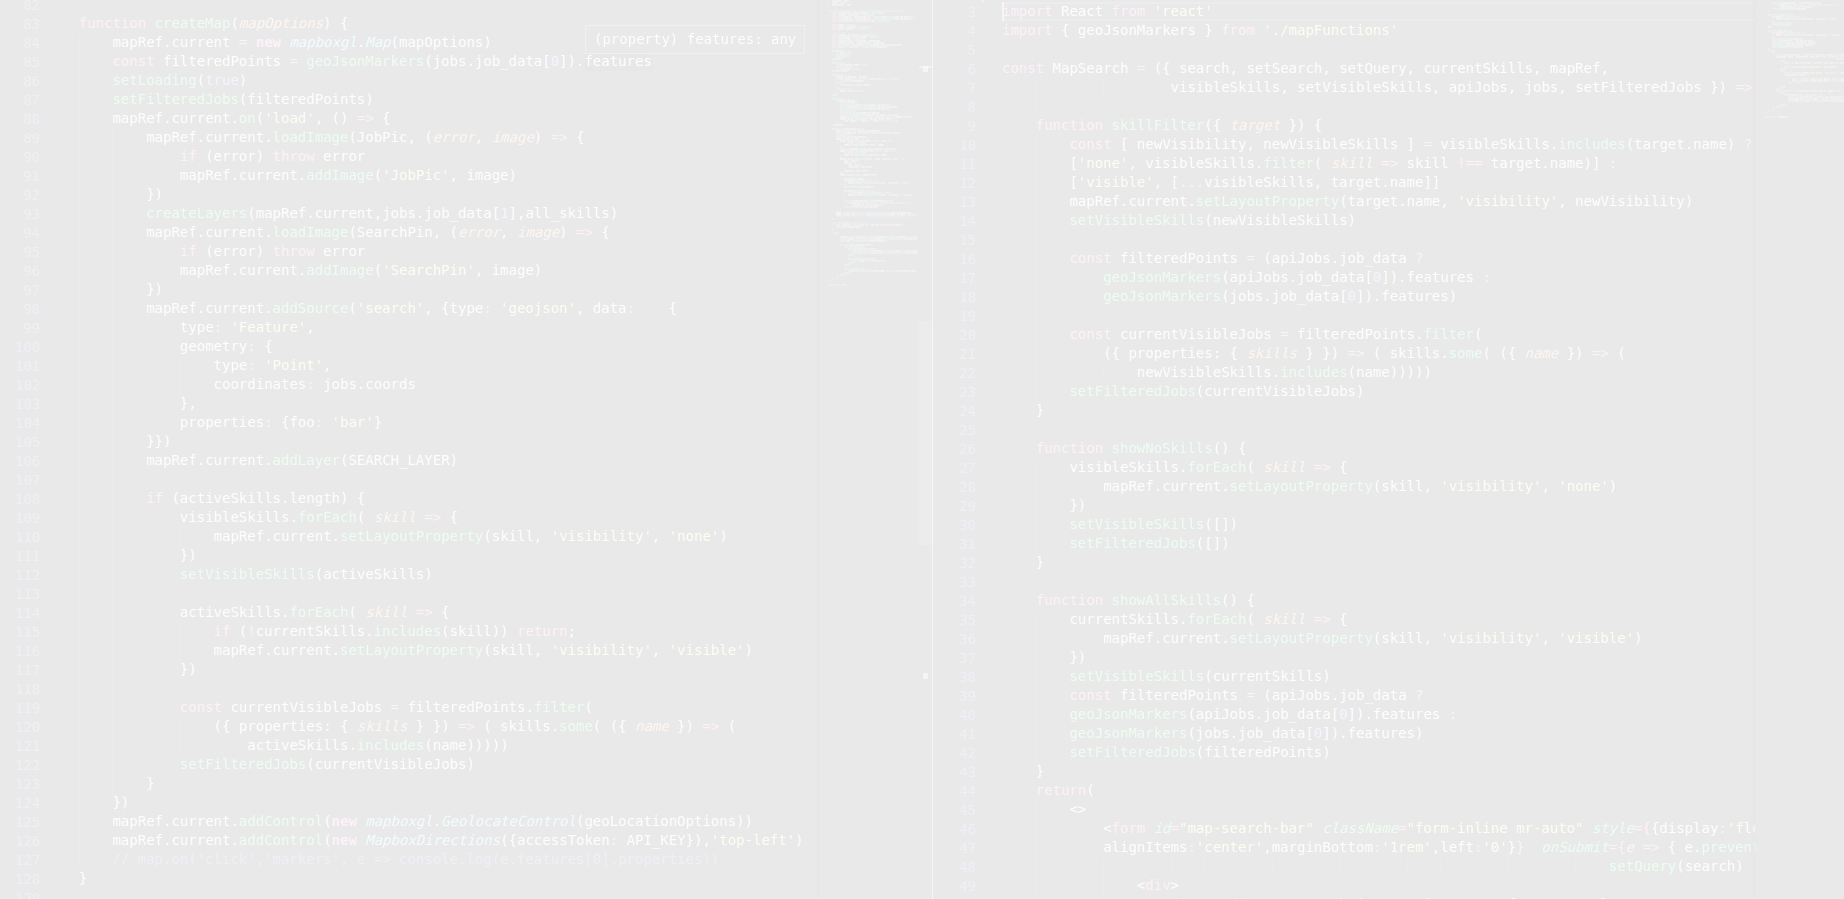 82
83 function createMap(mapOptions) {
84 mapRef.current = new mapboxgl.Map(mapOptions)
(property) features: any
85 const filteredPoints = geoJsonMarkers(jobs.job_data[0]).features
86 setLoading(true)
87 setFilteredJobs(filteredPoints)
88 mapRef.current.on('load', () => {
89 mapRef.current.loadImage(JobPic, (error, image) => {
90 if (error) throw error
91 mapRef.current.addImage('JobPic', image)
92 })
93 createLayers(mapRef.current,jobs.job_data[1],all_skills)
94 mapRef.current.loadImage(SearchPin, (error, image) => {
95 if (error) throw error
96 mapRef.current.addImage('SearchPin', image)
97 })
98 mapRef.current.addSource('search', {type: 'geojson', data: {
99 type: 'Feature',
100 geometry: {
101 type: 'Point',
102 coordinates: jobs.coords
103 },
104 properties: {foo: 'bar'}
105 }})
106 mapRef.current.addLayer(SEARCH_LAYER)
107
108 if (activeSkills.length) {
109 visibleSkills.forEach( skill => {
110 mapRef.current.setLayoutProperty(skill, 'visibility', 'none')
111 })
112 setVisibleSkills(activeSkills)
113
114 activeSkills.forEach( skill => {
115 if (!currentSkills.includes(skill)) return;
116 mapRef.current.setLayoutProperty(skill, 'visibility', 'visible')
117 })
118
119 const currentVisibleJobs = filteredPoints.filter(
120 ({ properties: { skills } }) => ( skills.some( ({ name }) => (
121 activeSkills.includes(name)))))
122 setFilteredJobs(currentVisibleJobs)
123 }
124 })
125 mapRef.current.addControl(new mapboxgl.GeolocateControl(geoLocationOptions))
126 mapRef.current.addControl(new MapboxDirections({accessToken: API_KEY}),'top-left')
127 // map.on('click', 'markers', e => console.log(e.features[0].properties))
128 }
3 import React from 'react'
4 import { geoJsonMarkers } from './mapFunctions'
5
6 const MapSearch = ({ search, setSearch, setQuery, currentSkills, mapRef,
7 visibleSkills, setVisibleSkills, apiJobs, jobs, setFilteredJobs }) =>
8
9 function skillFilter({ target }) {
10 const [ newVisibility, newVisibleSkills ] = visibleSkills.includes(target.name) ?
11 ['none', visibleSkills.filter( skill => skill !== target.name)] :
12 ['visible', [...visibleSkills, target.name]]
13 mapRef.current.setLayoutProperty(target.name, 'visibility', newVisibility)
14 setVisibleSkills(newVisibleSkills)
15
16 const filteredPoints = (apiJobs.job_data ?
17 geoJsonMarkers(apiJobs.job_data[0]).features :
18 geoJsonMarkers(jobs.job_data[0]).features)
19
20 const currentVisibleJobs = filteredPoints.filter(
21 ({ properties: { skills } }) => ( skills.some( ({ name }) => (
22 newVisibleSkills.includes(name)))))
23 setFilteredJobs(currentVisibleJobs)
24 }
25
26 function showNoSkills() {
27 visibleSkills.forEach( skill => {
28 mapRef.current.setLayoutProperty(skill, 'visibility', 'none')
29 })
30 setVisibleSkills([])
31 setFilteredJobs([])
32 }
33
34 function showAllSkills() {
35 currentSkills.forEach( skill => {
36 mapRef.current.setLayoutProperty(skill, 'visibility', 'visible')
37 })
38 setVisibleSkills(currentSkills)
39 const filteredPoints = (apiJobs.job_data ?
40 geoJsonMarkers(apiJobs.job_data[0]).features :
41 geoJsonMarkers(jobs.job_data[0]).features)
42 setFilteredJobs(filteredPoints)
43 }
44 return(
45 <>
46 <form id="map-search-bar" className="form-inline mr-auto" style={{display:'fle
47 alignItems:'center',marginBottom:'1rem',left:'0'}} onSubmit={e => { e.prevent
48 setQuery(search)
49 <div>